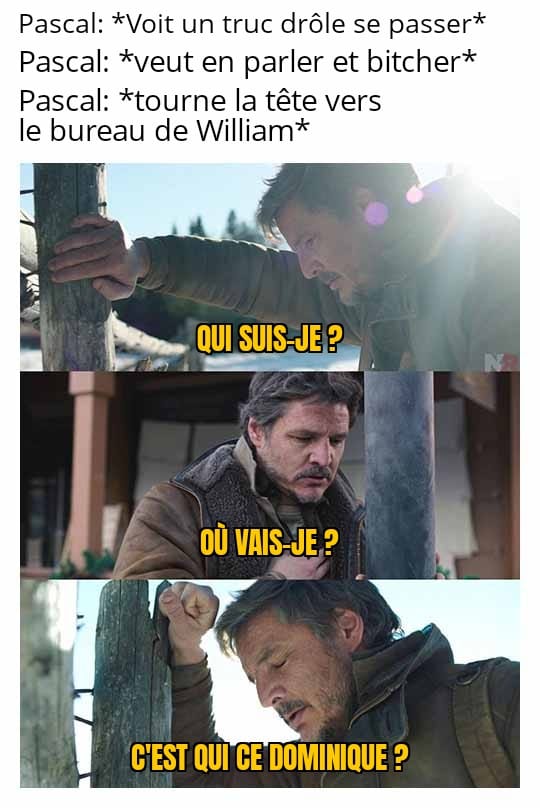 Pascal: *Voit un truc drôle se passer*
Pascal: *veut en parler et bitcher*
Pascal: *tourne la tête vers
le bureau de William*
QUI SUIS-JE ?
OÙ VAIS-JE ?
C'EST QUI CE DOMINIQUE ?